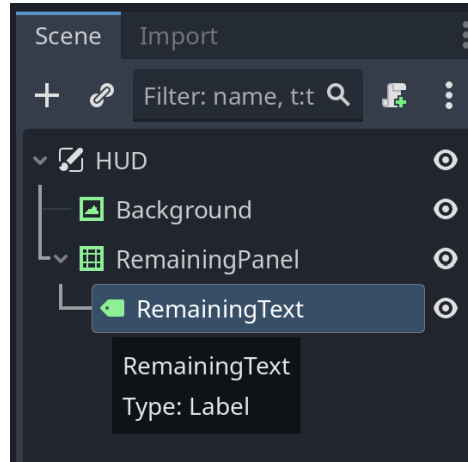 Scene Import
Filter: name, t:t
HUD
Background
RemainingPanel
RemainingText
RemainingText
Type: Label